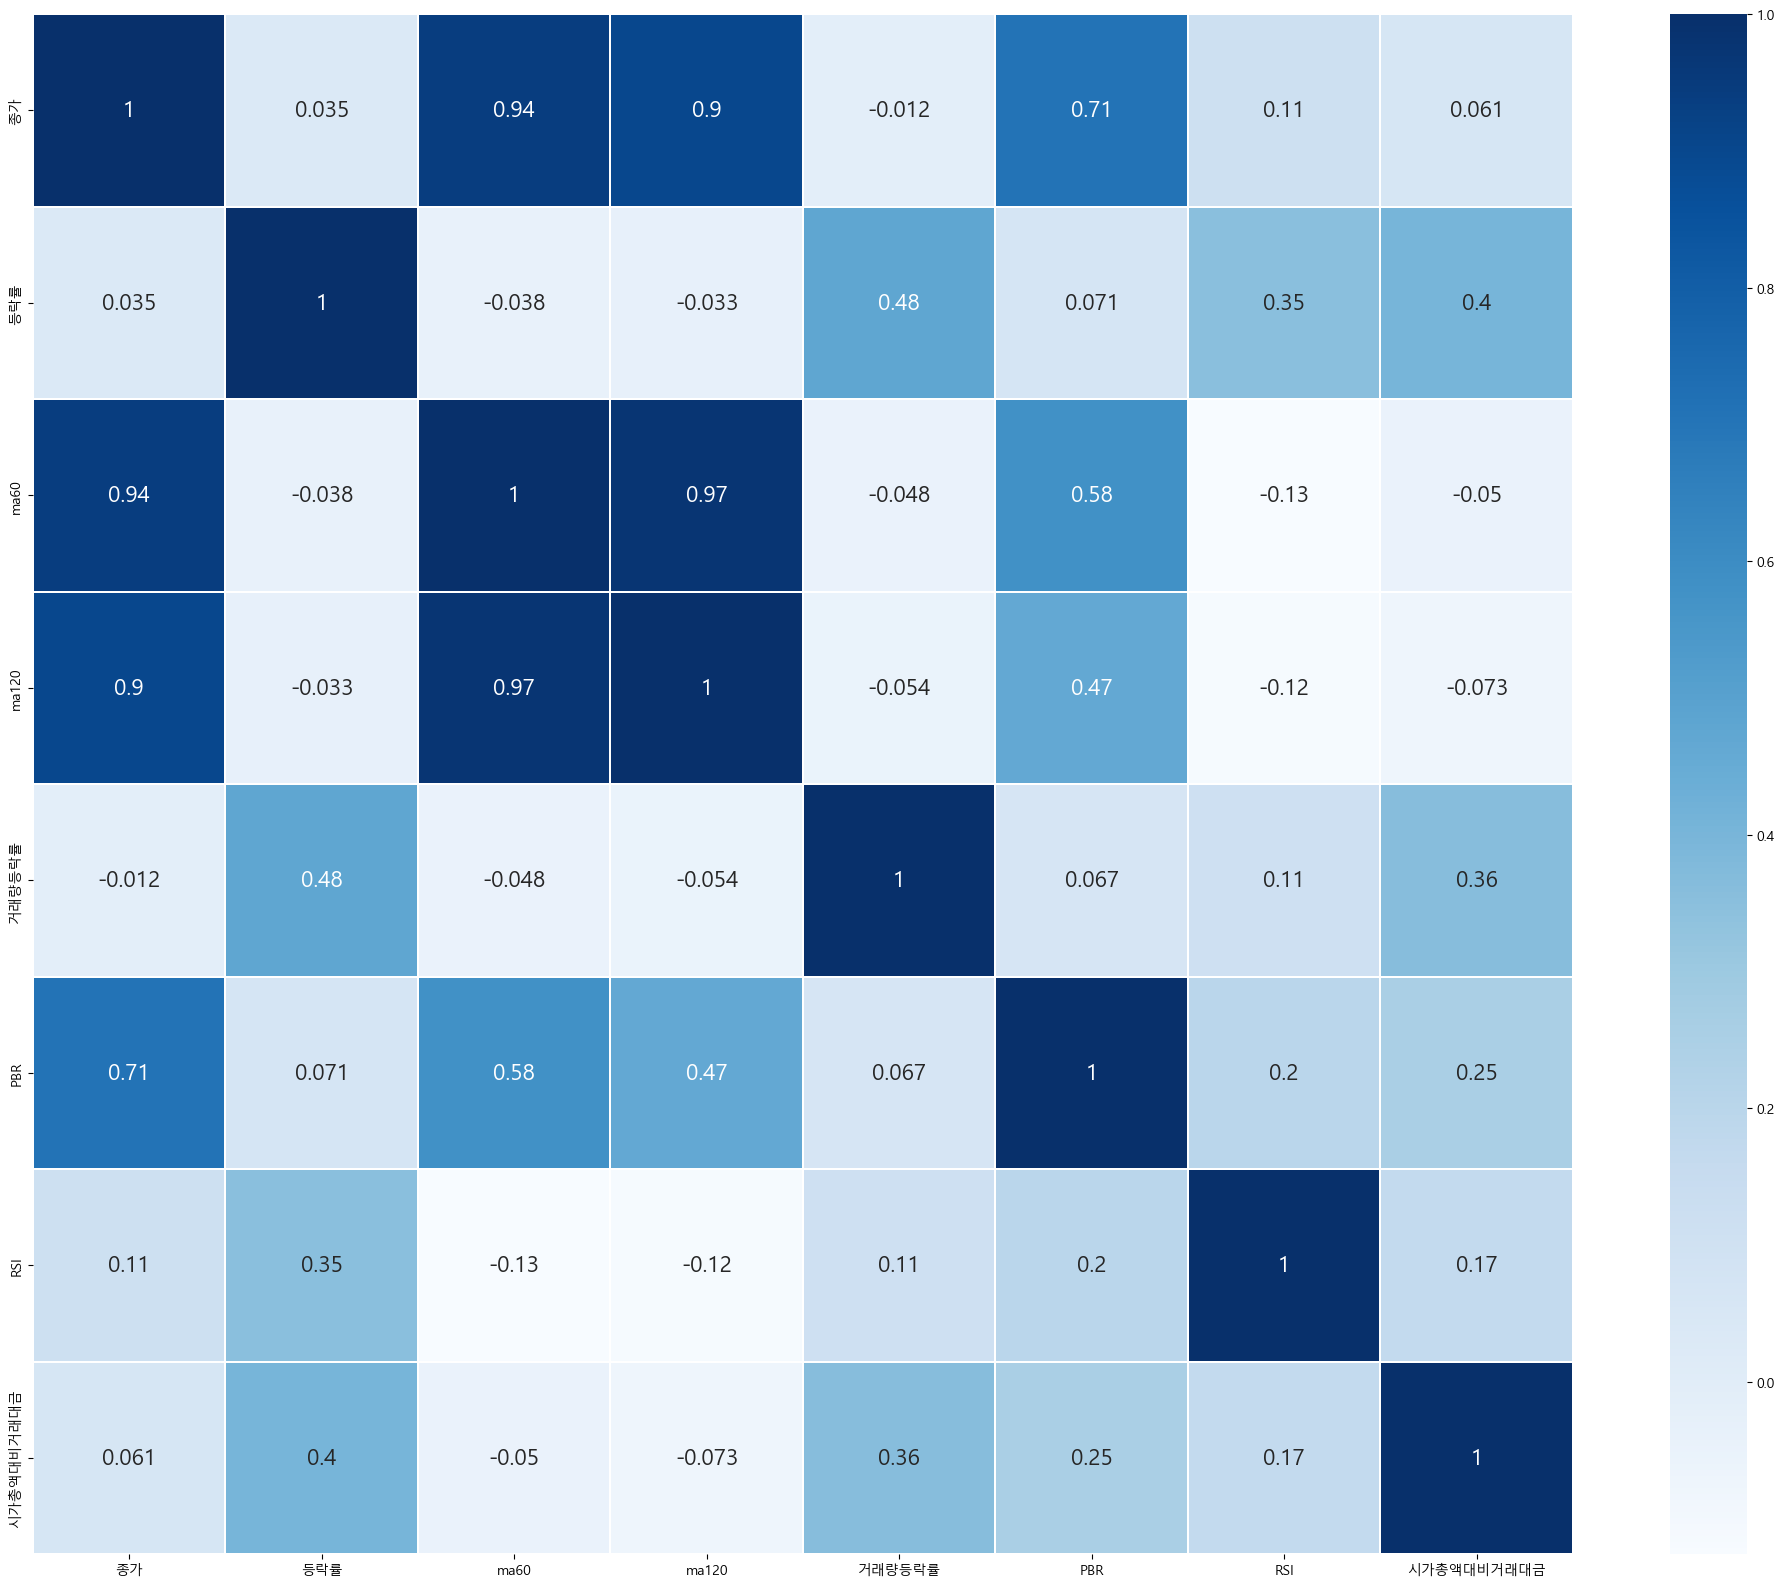 종가 1 0.035 0.94 0.9 -0.012 0.71 0.11 0.061
등락률 0.035 1 -0.038 -0.033 0.48 0.071 0.35 0.4
ma60 0.94 -0.038 1 0.97 -0.048 0.58 -0.13 -0.05
ma120 0.9 -0.033 0.97 1 -0.054 0.47 -0.12 -0.073
거래량등락률 -0.012 0.48 -0.048 -0.054 1 0.067 0.11 0.36
PBR 0.71 0.071 0.58 0.47 0.067 1 0.2 0.25
RSI 0.11 0.35 -0.13 -0.12 0.11 0.2 1 0.17
시가총액대비거래대금 0.061 0.4 -0.05 -0.073 0.36 0.25 0.17 1
종가 등락률 ma60 ma120 거래량등락률 PBR RSI 시가총액대비거래대금
1.0
0.8
0.6
0.4
0.2
0.0